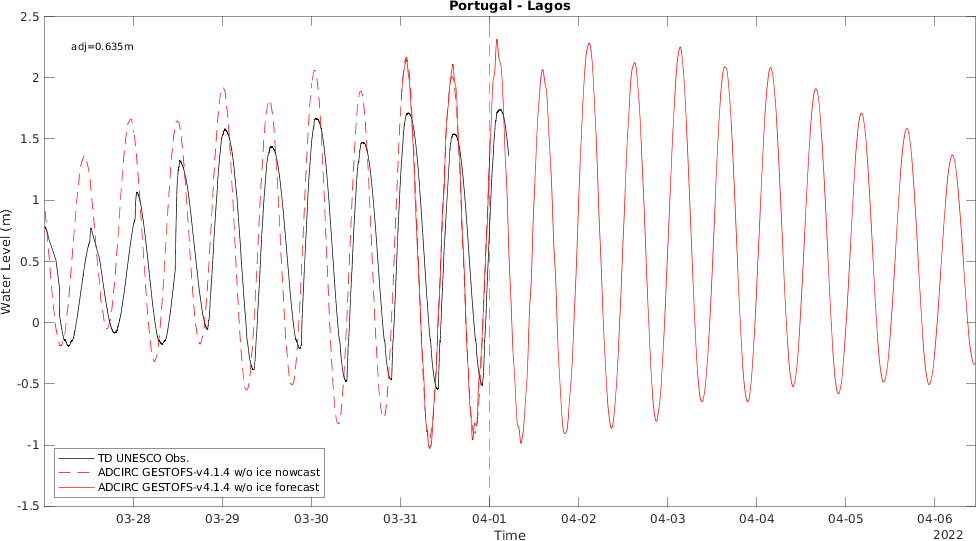 Portugal - Lagos
adj=0.635m
2.5
2
1.5
1
0.5
0
-0.5
-1
-1.5
Water Level (m)
TD UNESCO Obs.
ADCIRC GESTOFS-v4.1.4 w/o ice nowcast
ADCIRC GESTOFS-v4.1.4 w/o ice forecast
03-28 03-29 03-30 03-31 04-01 04-02 04-03 04-04 04-05 04-06
Time
2022